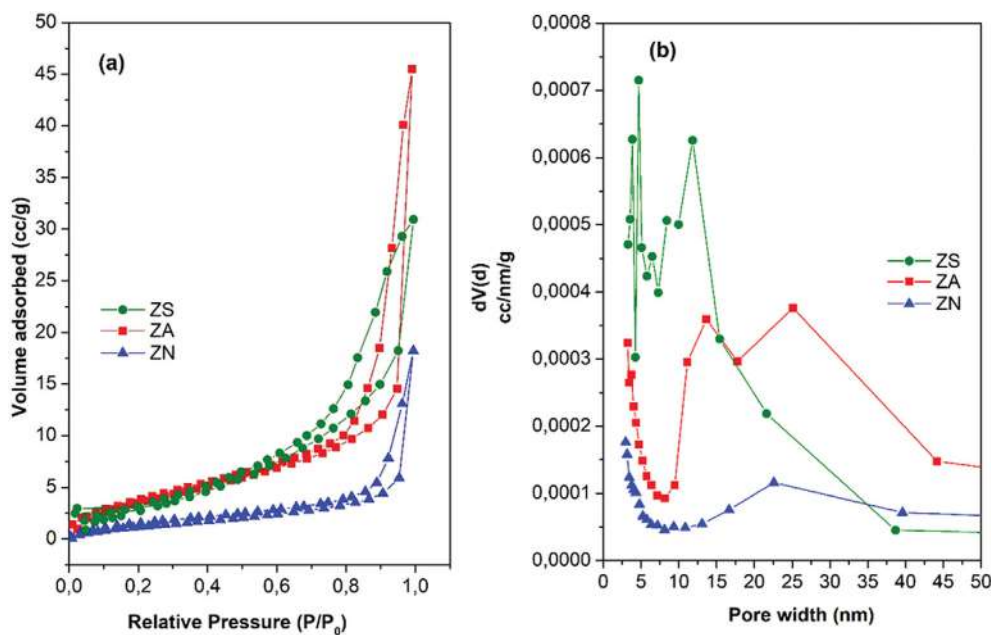 (a)
50
45
40
35
30
25
20
15
10
5
0
0,0
0,2
0,4
0,6
0,8
1,0
Volume adsorbed (cc/g)
Relative Pressure (P/P₀)
ZS
ZA
ZN
(b)
0,0008
0,0007
0,0006
0,0005
0,0004
0,0003
0,0002
0,0001
0,0000
0
5
10
15
20
25
30
35
40
45
50
dV(d)
cc/nm/g
Pore width (nm)
ZS
ZA
ZN